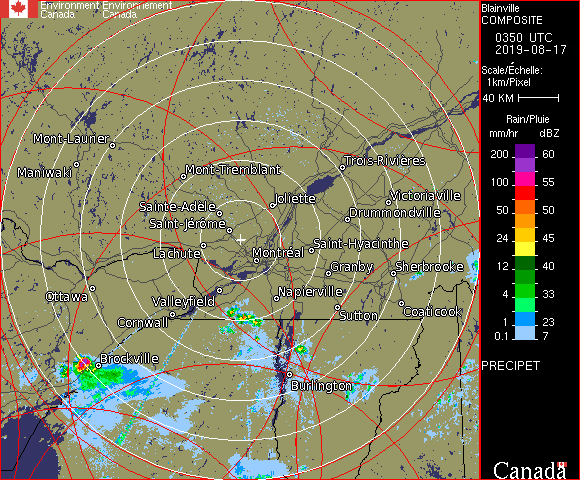 Environment Environnement
Canada Canada
Blainville
COMPOSITE
0350 UTC
2019-08-17
Scale/Échelle:
1km/Pixel
40 KM
Rain/Pluie
mm/hr dBZ
200 60
100 55
50 50
24 45
12 40
4 33
1 23
0.1 7
PRECIPET
Canada
Mont-Laurier
Maniwaki
Mont-Tremblant
Trois-Rivières
Sainte-Adèle
Joliette
Victoriaville
Drummondville
Saint-Jérôme
Lachute
Montréal
Saint-Hyacinthe
Granby
Sherbrooke
Ottawa
Valleyfield
Napierville
Cornwall
Sutton
Coaticook
Brockville
Burlington